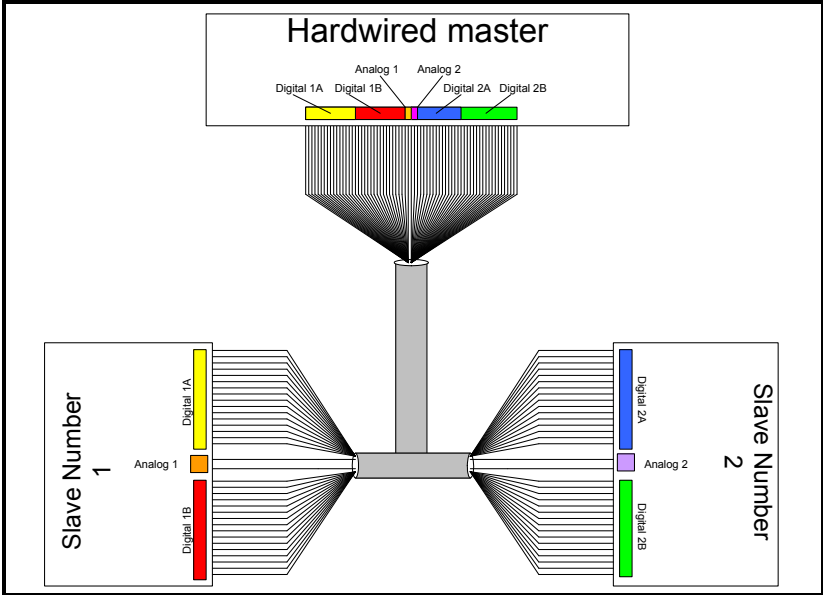 Hardwired master
Analog 1
Analog 2
Digital 1A
Digital 1B
Digital 2A
Digital 2B
Slave Number
1
Digital 1A
Analog 1
Digital 1B
Digital 2A
Analog 2
Digital 2B
Slave Number
2